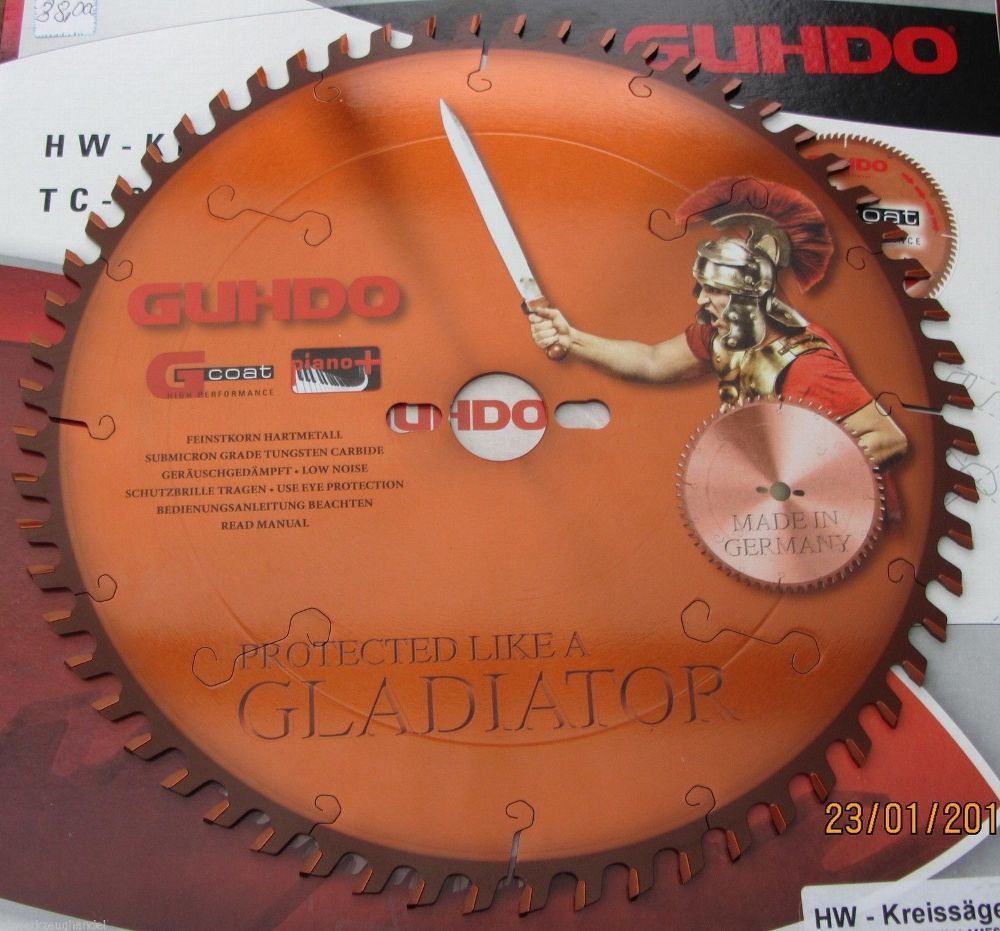 38,00
GUHDO
HW-K
TC-
GUHDO
coat
GUHDO
G coat
HIGH PERFORMANCE
piano+
UHDO
FEINSTKORN HARTMETALL
SUBMICRON GRADE TUNGSTEN CARBIDE
GERÄUSCHGEDÄMPFT • LOW NOISE
SCHUTZBRILLE TRAGEN • USE EYE PROTECTION
BEDIENUNGSANLEITUNG BEACHTEN
READ MANUAL
MADE IN
GERMANY
PROTECTED LIKE A
GLADIATOR
23/01/201
HW - Kreissäge